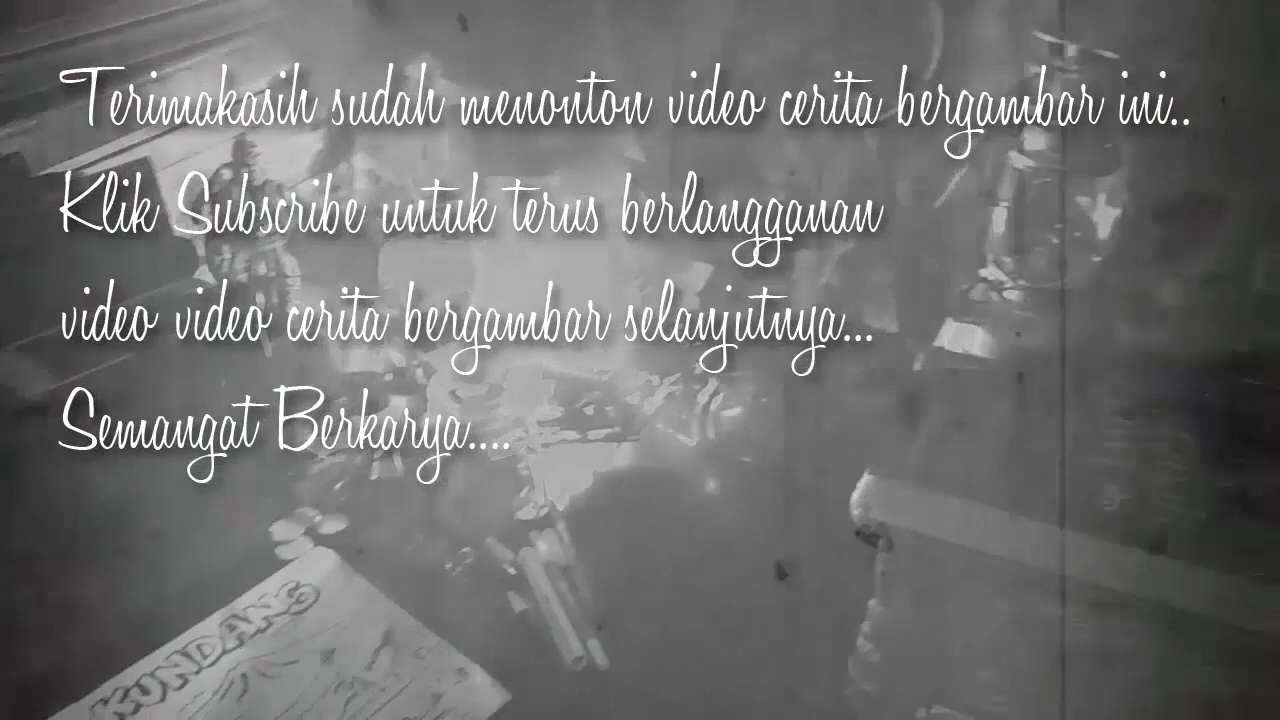 Terimakasih sudah menonton video cerita bergambar ini..
Klik Subscribe untuk terus berlangganan
video video cerita bergambar selanjutnya...
Semangat Berkarya....
KUNDANG